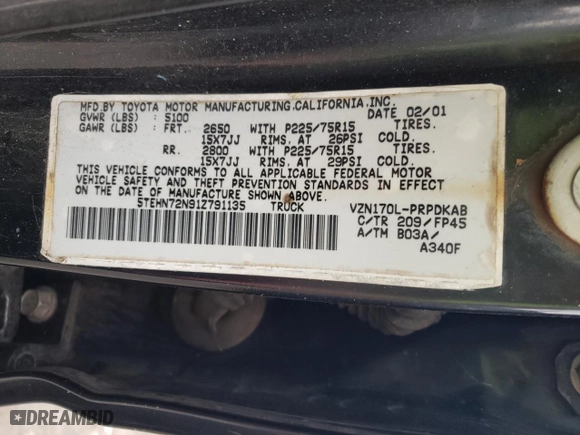 MFD.BY TOYOTA MOTOR MANUFACTURING,CALIFORNIA,INC.
GVWR (LBS) : 5100 DATE 02/01
GAWR (LBS) : FRT. 2650 WITH P225/75R15 TIRES.
15X7JJ RIMS. AT 26PSI COLD.
RR. 2800 WITH P225/75R15 TIRES.
15X7JJ RIMS. AT 29PSI COLD.
THIS VEHICLE CONFORMS TO ALL APPLICABLE FEDERAL MOTOR
VEHICLE SAFETY AND THEFT PREVENTION STANDARDS IN EFFECT
ON THE DATE OF MANUFACTURE SHOWN ABOVE.
5TEHN72N91Z791135 TRUCK VZN170L-PRPDKAB
C/TR 209/FP45
A/TM B03A/
A340F
DREAMBID